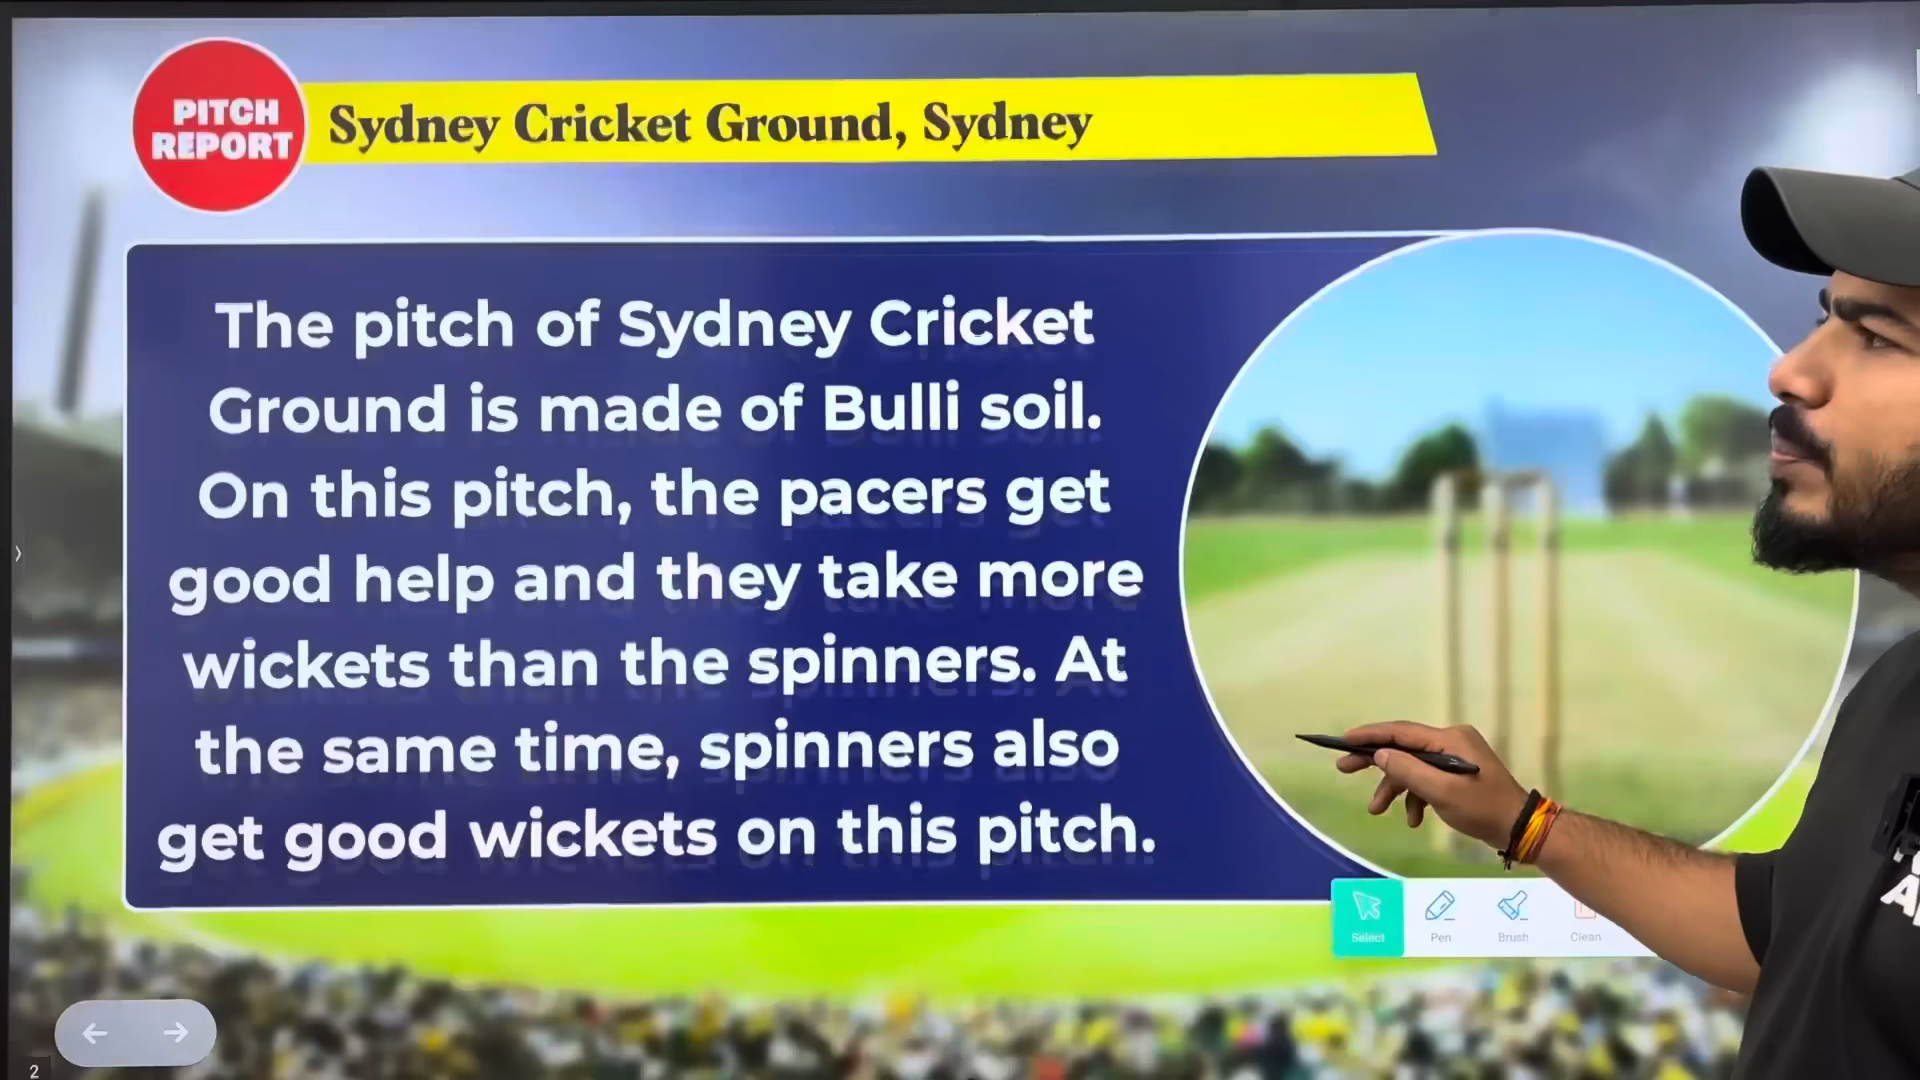 PITCH
REPORT
Sydney Cricket Ground, Sydney
The pitch of Sydney Cricket
Ground is made of Bulli soil.
On this pitch, the pacers get
good help and they take more
wickets than the spinners. At
the same time, spinners also
get good wickets on this pitch.
Select
Pen
Brush
Clean
2